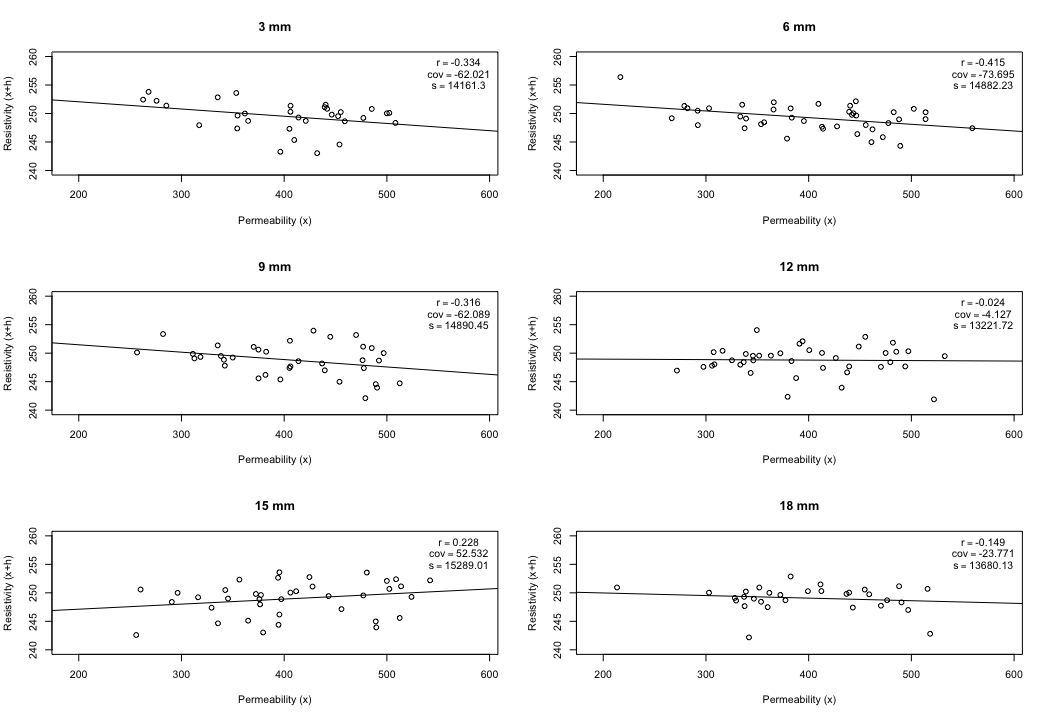 3 mm
r = -0.334
cov = -62.021
s = 14161.3
Resistivity (x+h)
240 245 250 255 260
200 300 400 500 600
Permeability (x)
6 mm
r = -0.415
cov = -73.695
s = 14882.23
Resistivity (x+h)
240 245 250 255 260
200 300 400 500 600
Permeability (x)
9 mm
r = -0.316
cov = -62.089
s = 14890.45
Resistivity (x+h)
240 245 250 255 260
200 300 400 500 600
Permeability (x)
12 mm
r = -0.024
cov = -4.127
s = 13221.72
Resistivity (x+h)
240 245 250 255 260
200 300 400 500 600
Permeability (x)
15 mm
r = 0.228
cov = 52.532
s = 15289.01
Resistivity (x+h)
240 245 250 255 260
200 300 400 500 600
Permeability (x)
18 mm
r = -0.149
cov = -23.771
s = 13680.13
Resistivity (x+h)
240 245 250 255 260
200 300 400 500 600
Permeability (x)